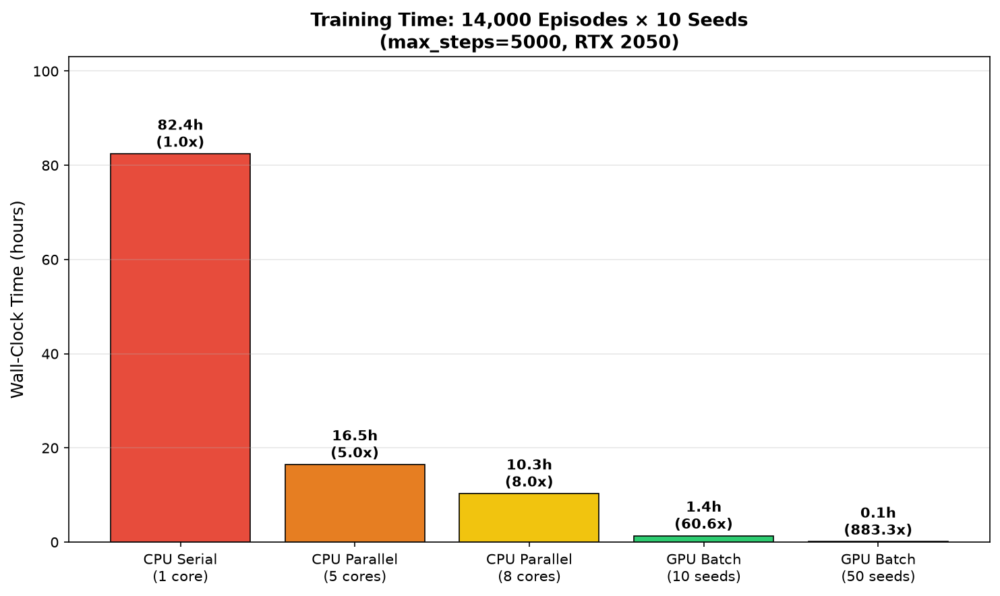 Training Time: 14,000 Episodes × 10 Seeds
(max_steps=5000, RTX 2050)
Wall-Clock Time (hours)
100
80
60
40
20
0
82.4h
(1.0x)
16.5h
(5.0x)
10.3h
(8.0x)
1.4h
(60.6x)
0.1h
(883.3x)
CPU Serial
(1 core)
CPU Parallel
(5 cores)
CPU Parallel
(8 cores)
GPU Batch
(10 seeds)
GPU Batch
(50 seeds)